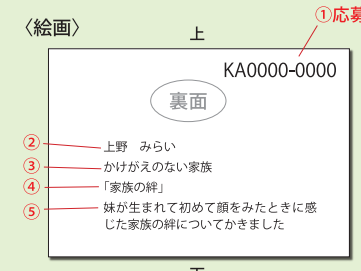 〈絵画〉
上
①応募
KA0000-0000
裏面
② 上野　みらい
③ かけがえのない家族
④ 「家族の絆」
⑤ 妹が生まれて初めて顔をみたときに感
じた家族の絆についてかきました